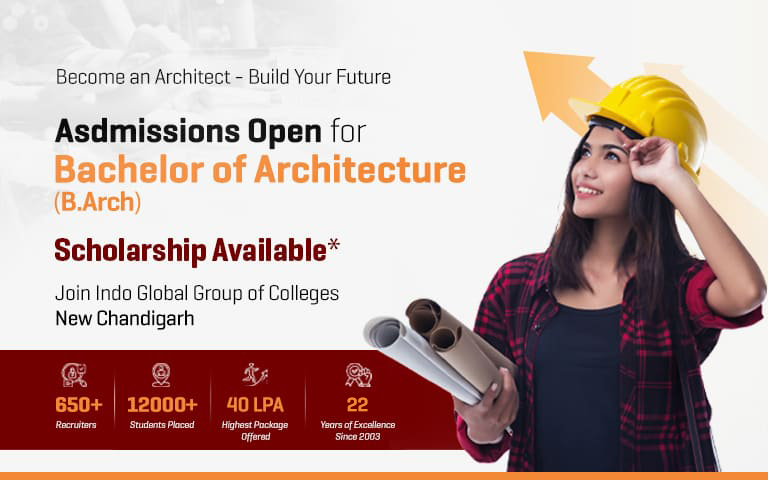 Become an Architect - Build Your Future
Asdmissions Open for
Bachelor of Architecture
(B.Arch)
Scholarship Available*
Join Indo Global Group of Colleges
New Chandigarh
650+
Recruiters
12000+
Students Placed
40 LPA
Highest Package
Offered
22
Years of Excellence
Since 2003